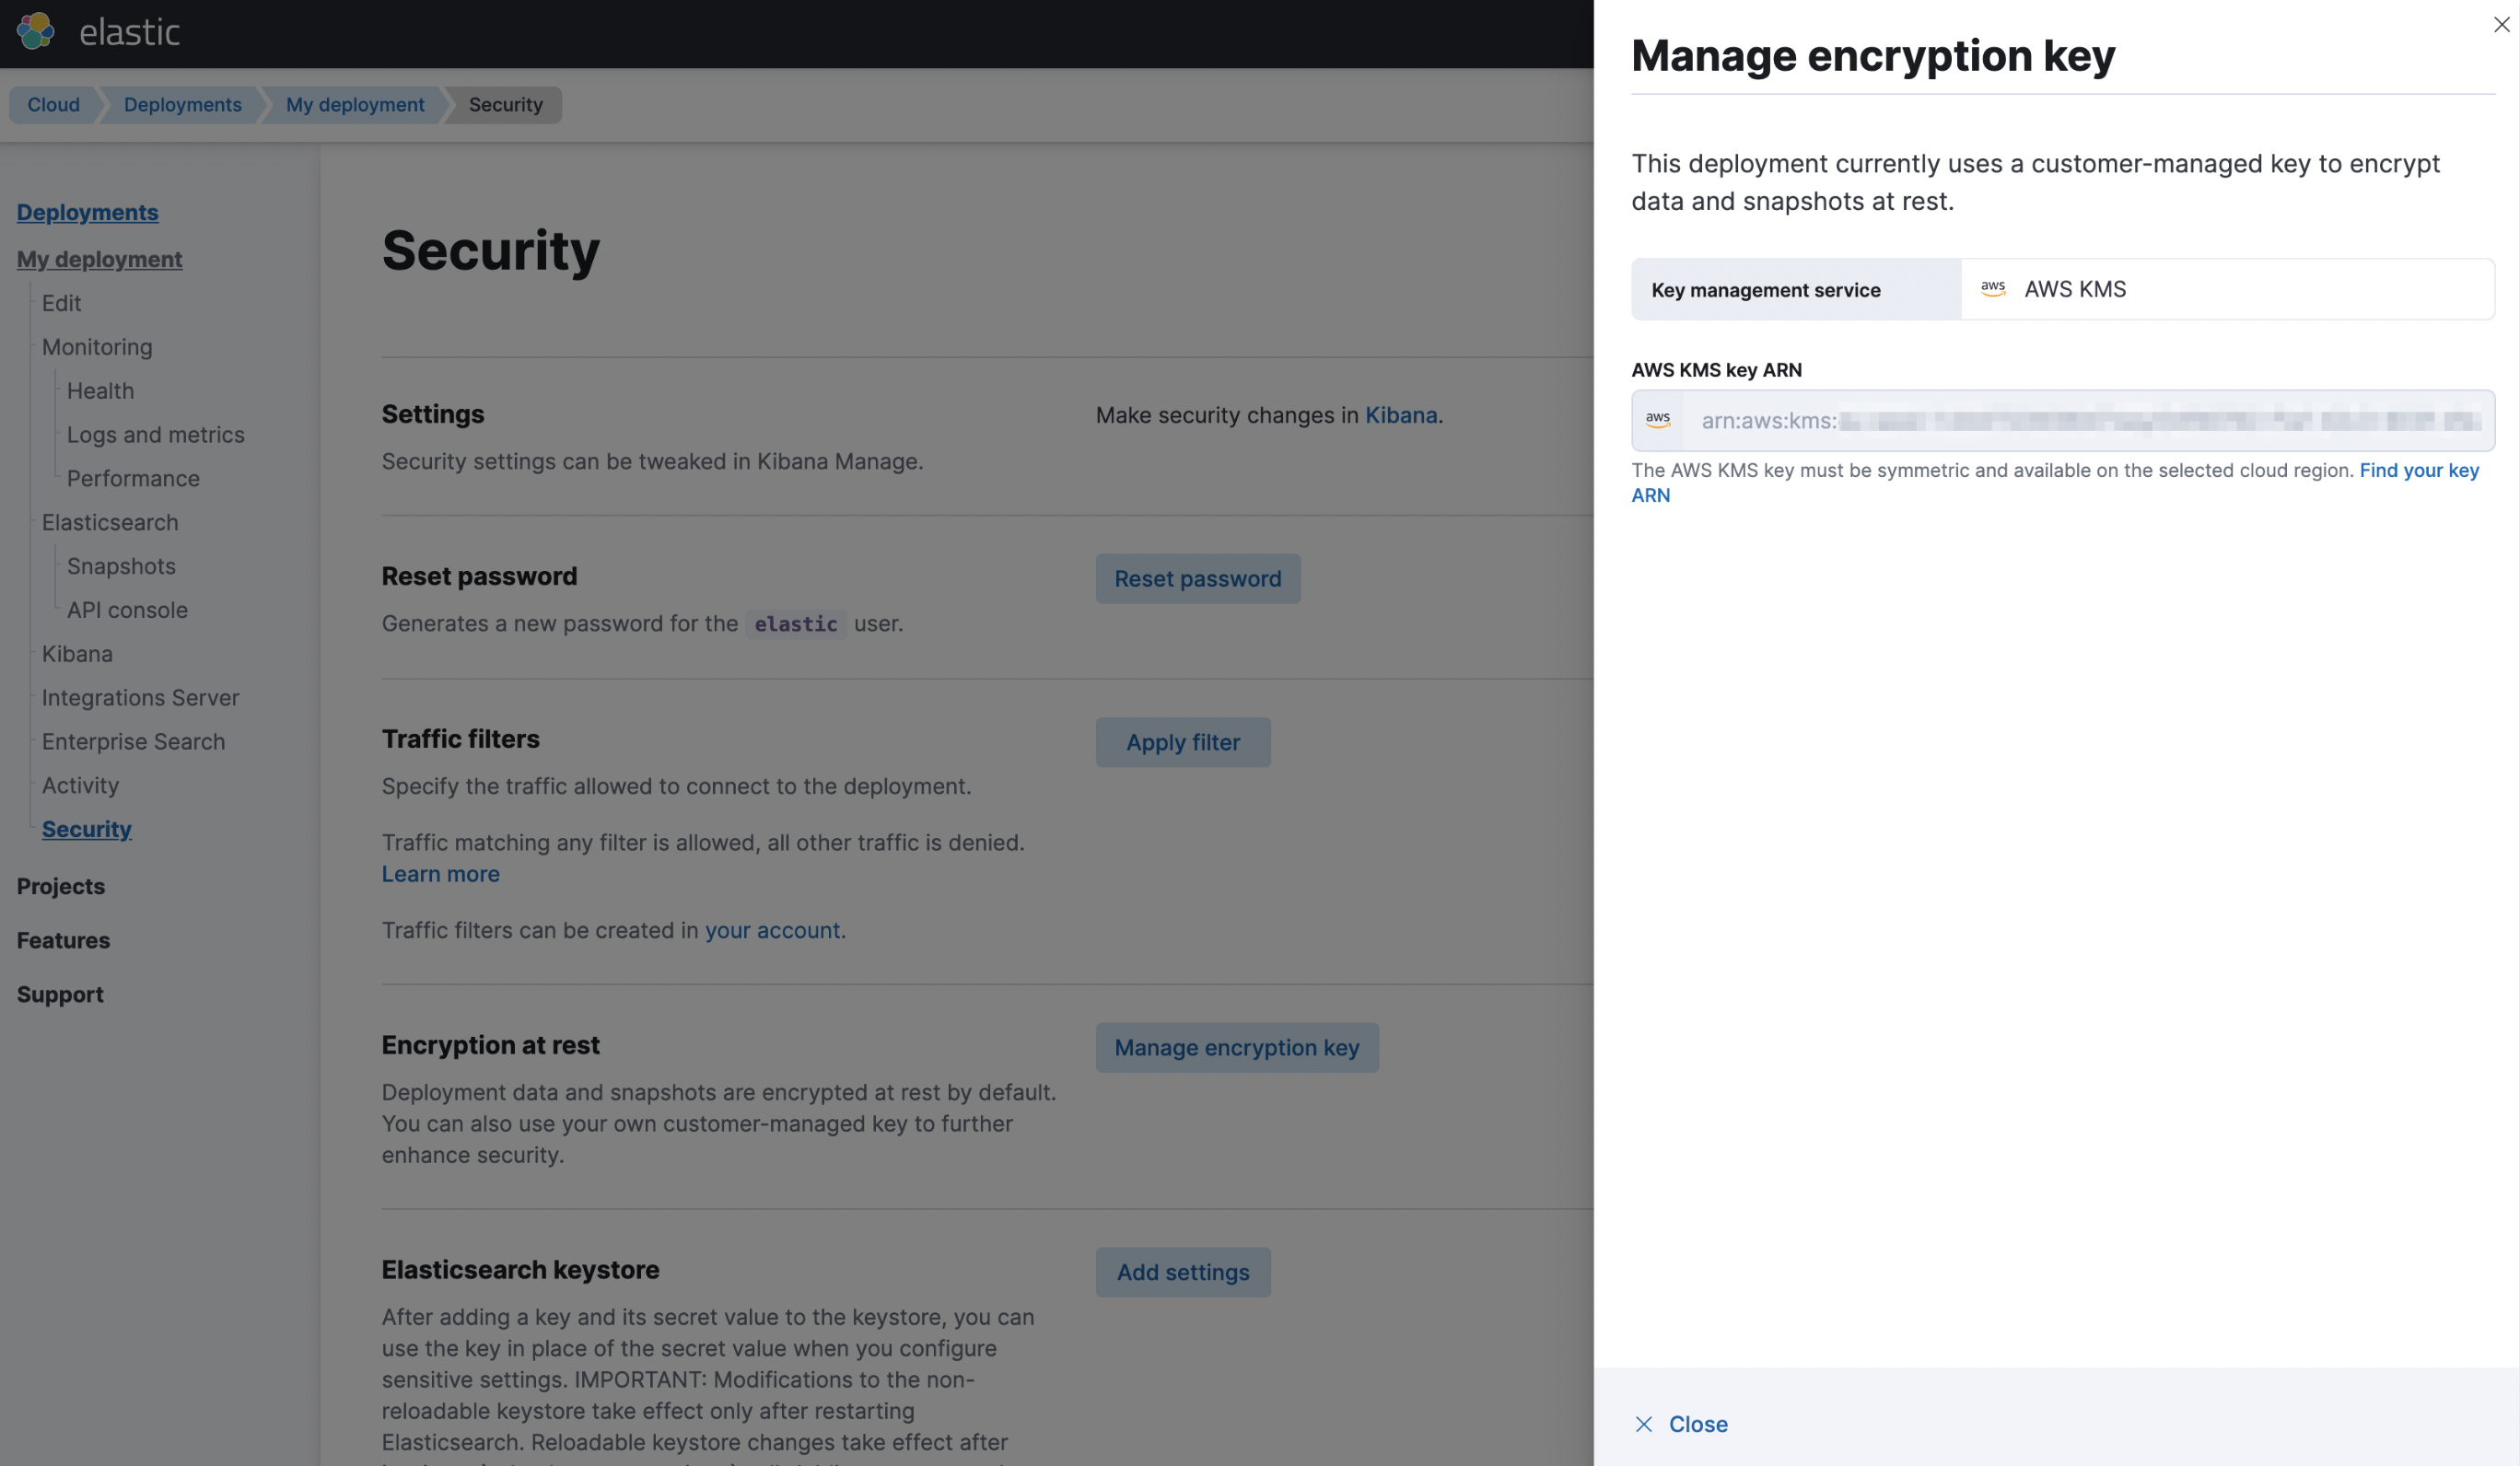 elastic
Cloud
Deployments
My deployment
Security
Deployments
My deployment
Edit
Monitoring
Health
Logs and metrics
Performance
Elasticsearch
Snapshots
API console
Kibana
Integrations Server
Enterprise Search
Activity
Security
Projects
Features
Support
Security
Settings
Security settings can be tweaked in Kibana Manage.
Make security changes in Kibana.
Reset password
Generates a new password for the elastic user.
Reset password
Traffic filters
Specify the traffic allowed to connect to the deployment.
Traffic matching any filter is allowed, all other traffic is denied.
Learn more
Traffic filters can be created in your account.
Apply filter
Encryption at rest
Deployment data and snapshots are encrypted at rest by default.
You can also use your own customer-managed key to further
enhance security.
Manage encryption key
Elasticsearch keystore
After adding a key and its secret value to the keystore, you can
use the key in place of the secret value when you configure
sensitive settings. IMPORTANT: Modifications to the non-
reloadable keystore take effect only after restarting
Elasticsearch. Reloadable keystore changes take effect after
Add settings
Manage encryption key
This deployment currently uses a customer-managed key to encrypt
data and snapshots at rest.
Key management service
aws
AWS KMS
AWS KMS key ARN
aws
arn:aws:kms:
The AWS KMS key must be symmetric and available on the selected cloud region. Find your key
ARN
Close